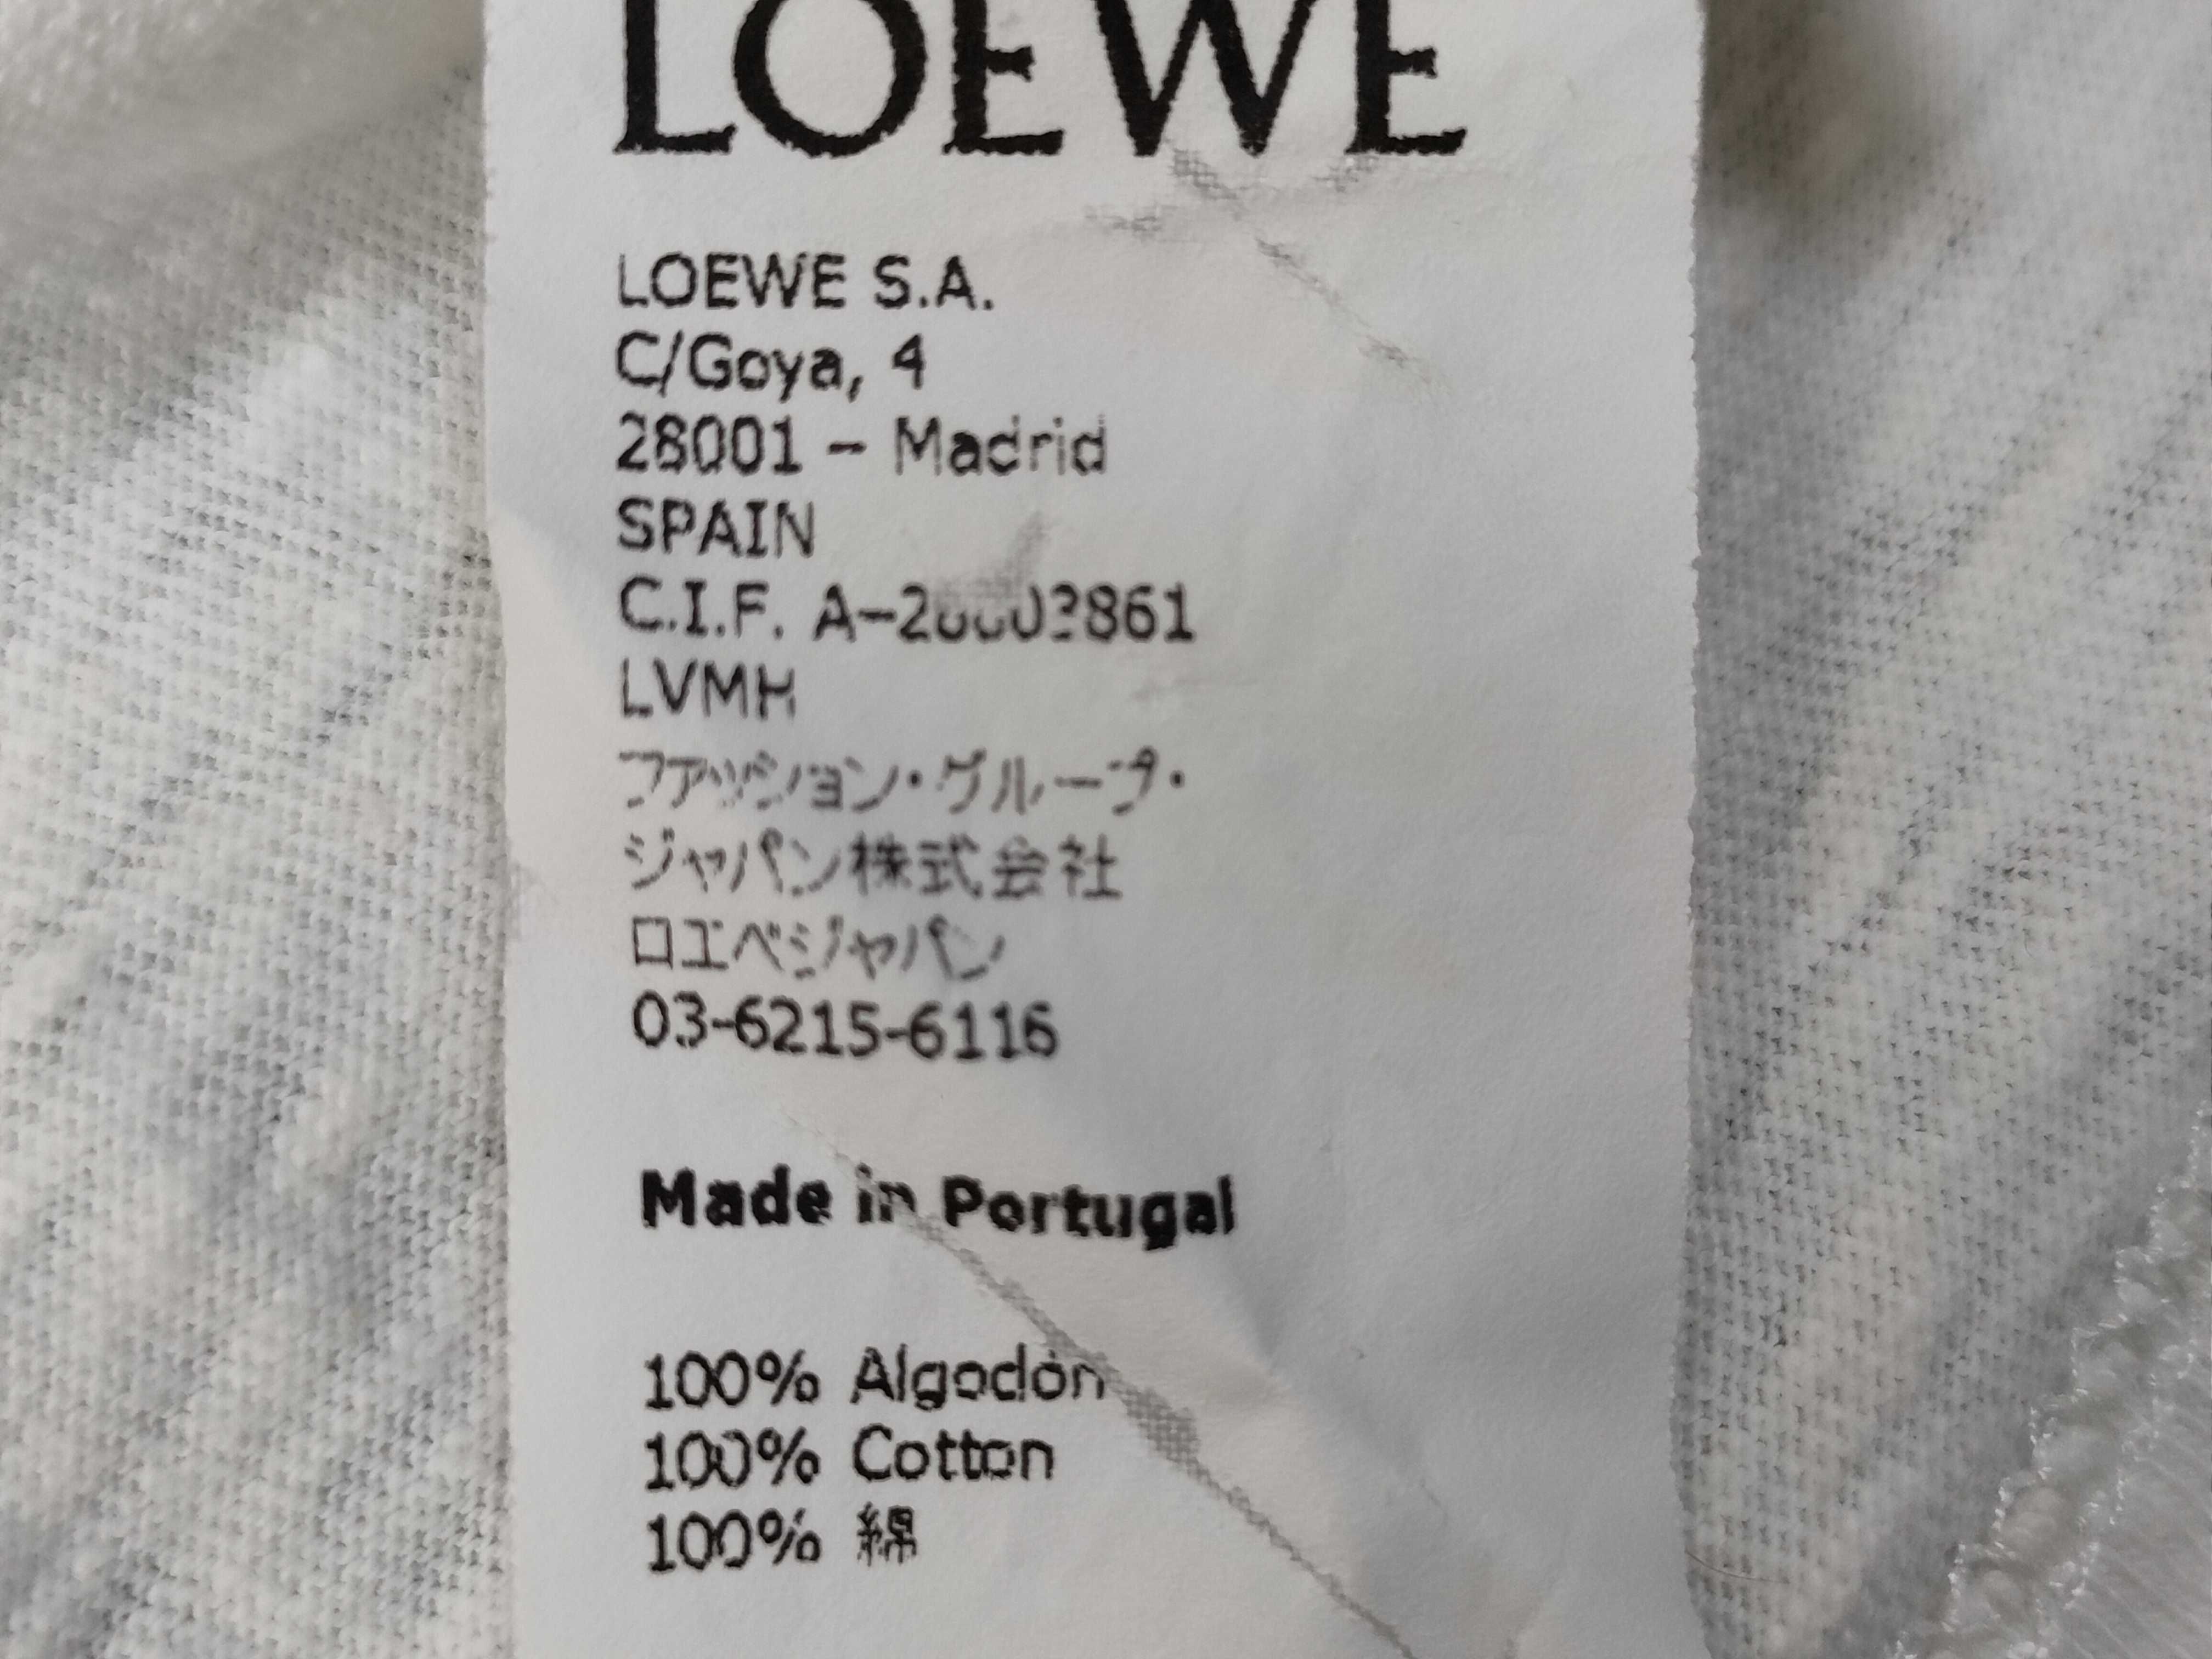 LOEWE
LOEWE S.A.
C/Goya, 4
28001 – Madrid
SPAIN
C.I.F.
LVMH
ファッション・グループ・
ジャパン株式会社
ロエベジャパン
03-6215-6116
Made in Portugal
100% Algodón
100% Cotton
100% 綿